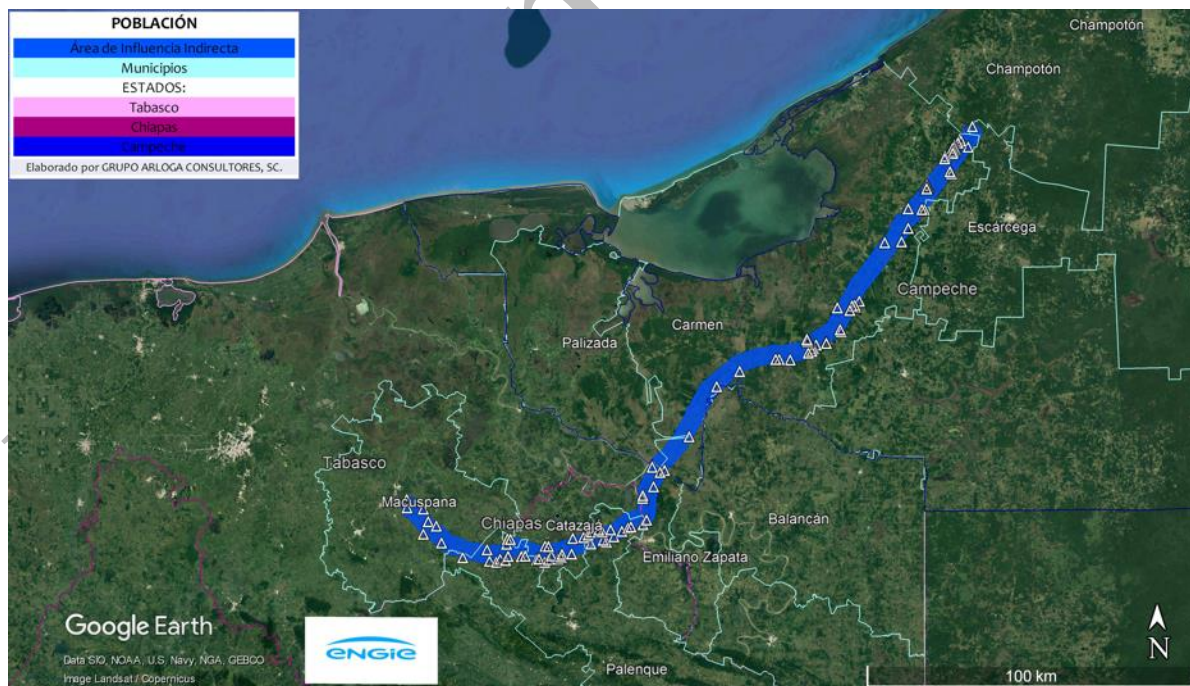 POBLACIÓN
Área de Influencia Indirecta
Municipios
ESTADOS:
Tabasco
Chiapas
Campeche
Elaborado por GRUPO ARLOGA CONSULTORES, SC.
Champotón
Champotón
Escárcega
Campeche
Carmen
Palizada
Tabasco
Macuspana
Chiapas
Catazajá
Balancán
Emiliano Zapata
Palenque
Google Earth
Data SIO, NOAA, U.S. Navy, NGA, GEBCO
Image Landsat / Copernicus
ENGIE
N
100 km